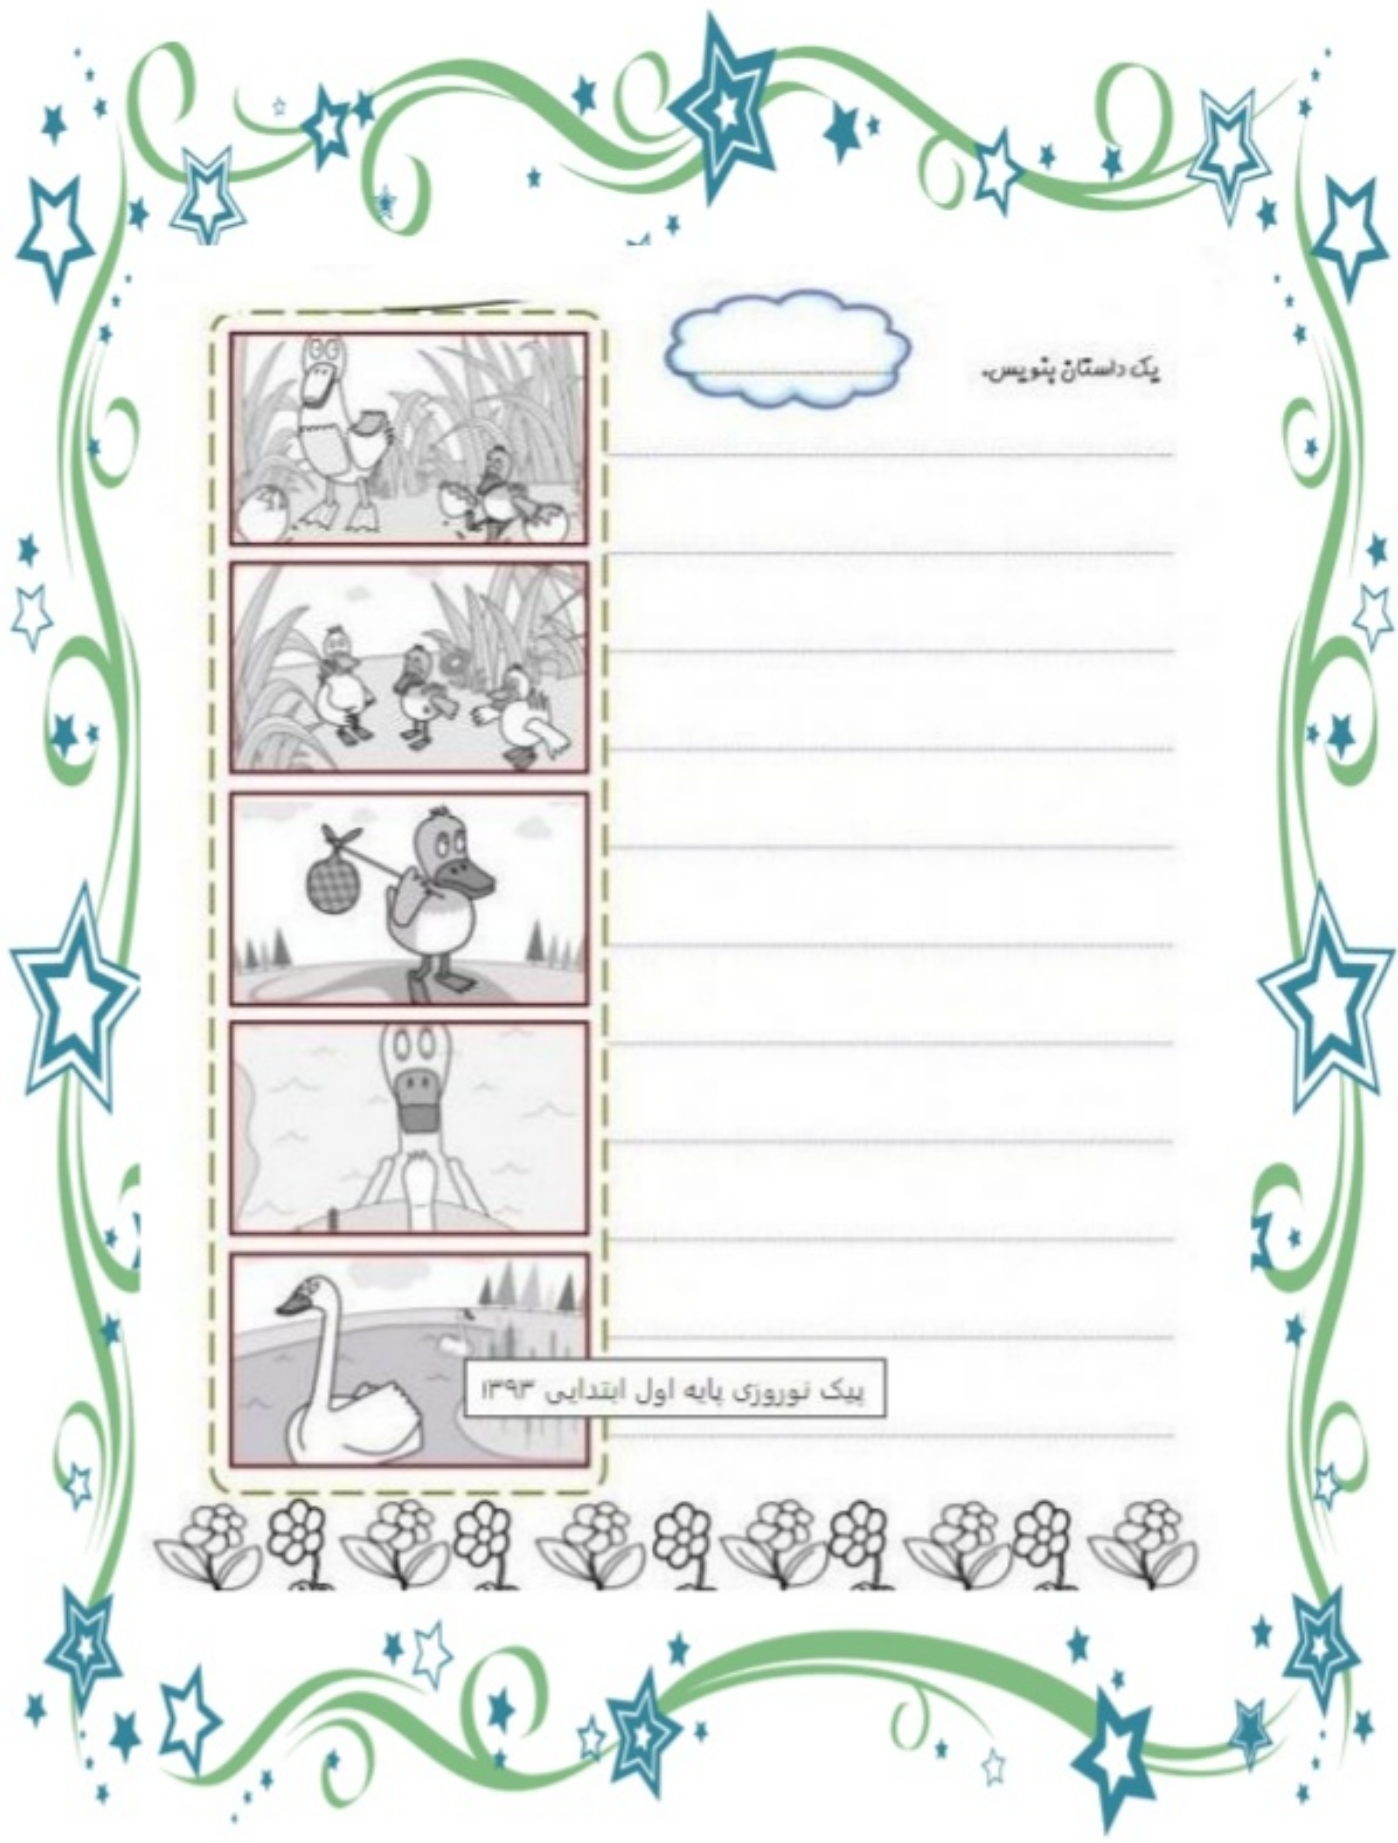 یک داستان بنویس.
پیک نوروزی پایه اول ابتدایی ۱۳۹۳